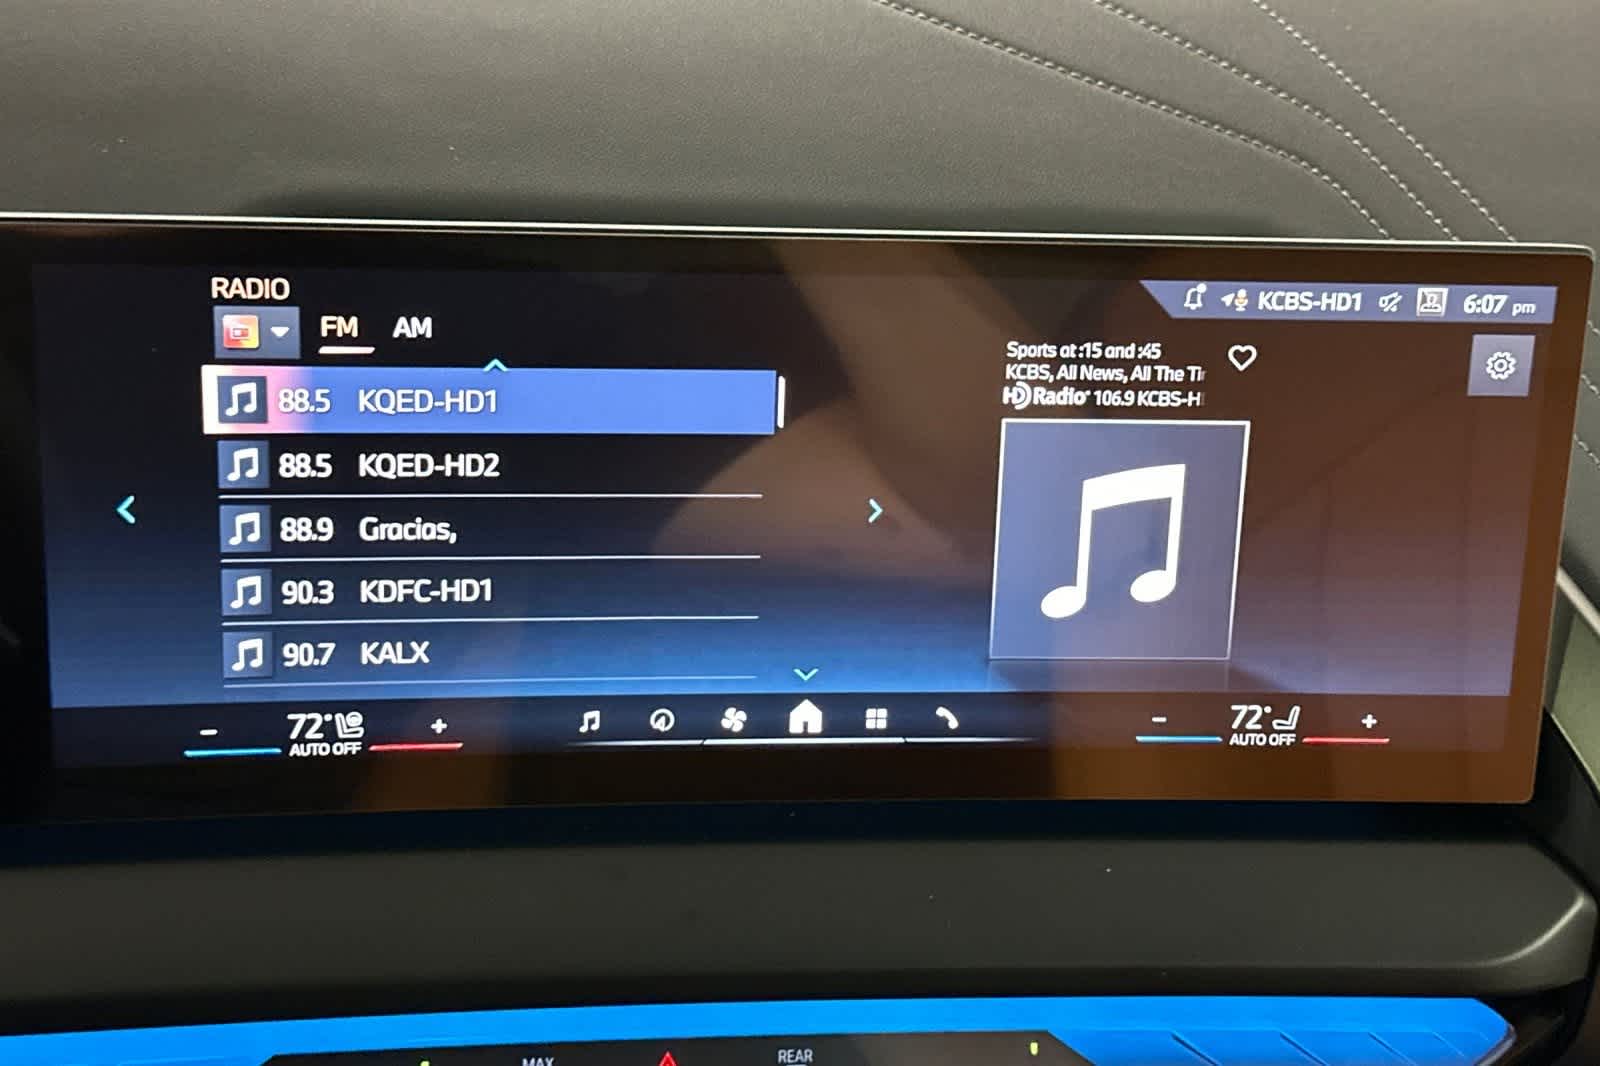 RADIO
FM AM
KCBS-HD1 6:07 pm
88.5 KQED-HD1
88.5 KQED-HD2
88.9 Gracias,
90.3 KDFC-HD1
90.7 KALX
Sports at :15 and :45
KCBS, All News, All The Ti
HD Radio 106.9 KCBS-H
- 72° +
AUTO OFF
- 72° +
AUTO OFF
MAX
REAR